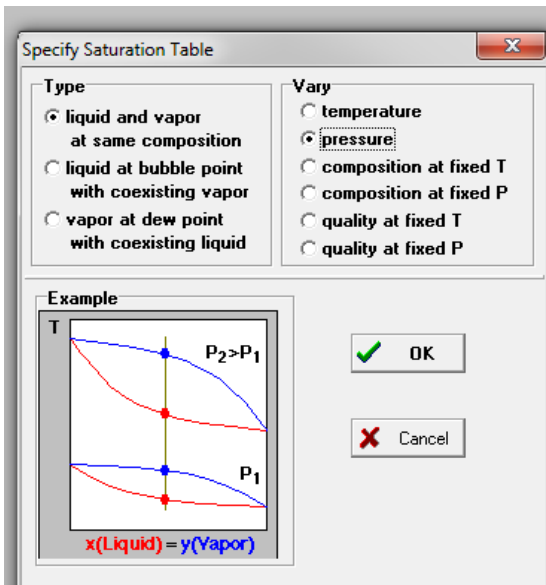 Specify Saturation Table
Type
liquid and vapor
at same composition
liquid at bubble point
with coexisting vapor
vapor at dew point
with coexisting liquid
Vary
temperature
pressure
composition at fixed T
composition at fixed P
quality at fixed T
quality at fixed P
Example
T
P₂>P₁
P₁
x(Liquid) = y(Vapor)
OK
Cancel